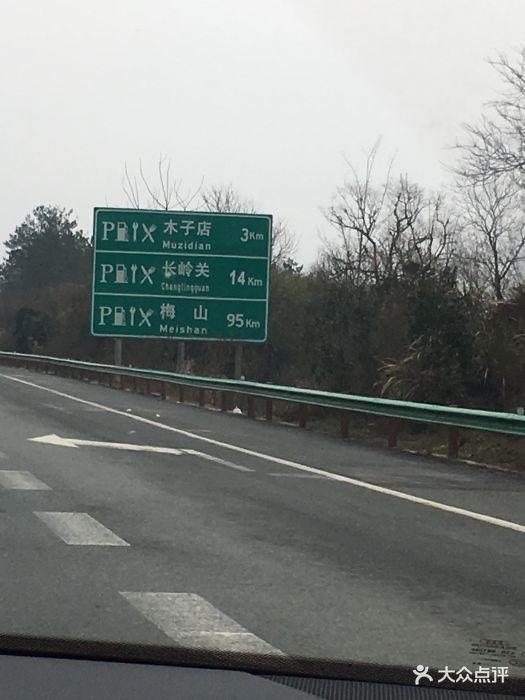 P 木子店 3Km
Muzidian
P 长岭关 14Km
Changlingguan
P 梅山 95Km
Meishan
大众点评